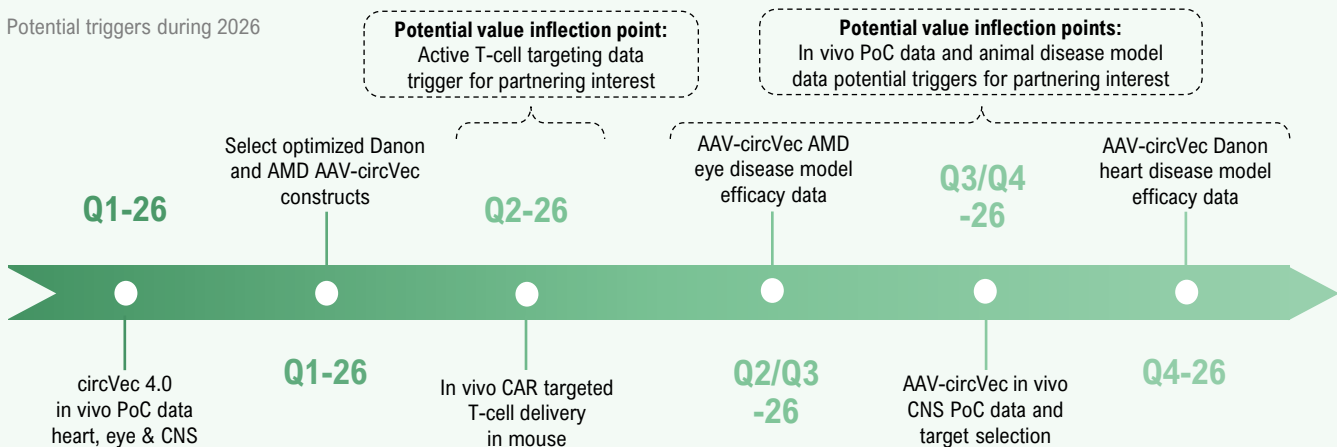 Potential triggers during 2026
Potential value inflection point:
Active T-cell targeting data
trigger for partnering interest
Potential value inflection points:
In vivo PoC data and animal disease model
data potential triggers for partnering interest
Q1-26
circVec 4.0
in vivo PoC data
heart, eye & CNS
Select optimized Danon
and AMD AAV-circVec
constructs
Q1-26
Q2-26
In vivo CAR targeted
T-cell delivery
in mouse
AAV-circVec AMD
eye disease model
efficacy data
Q2/Q3
-26
Q3/Q4
-26
AAV-circVec in vivo
CNS PoC data and
target selection
AAV-circVec Danon
heart disease model
efficacy data
Q4-26